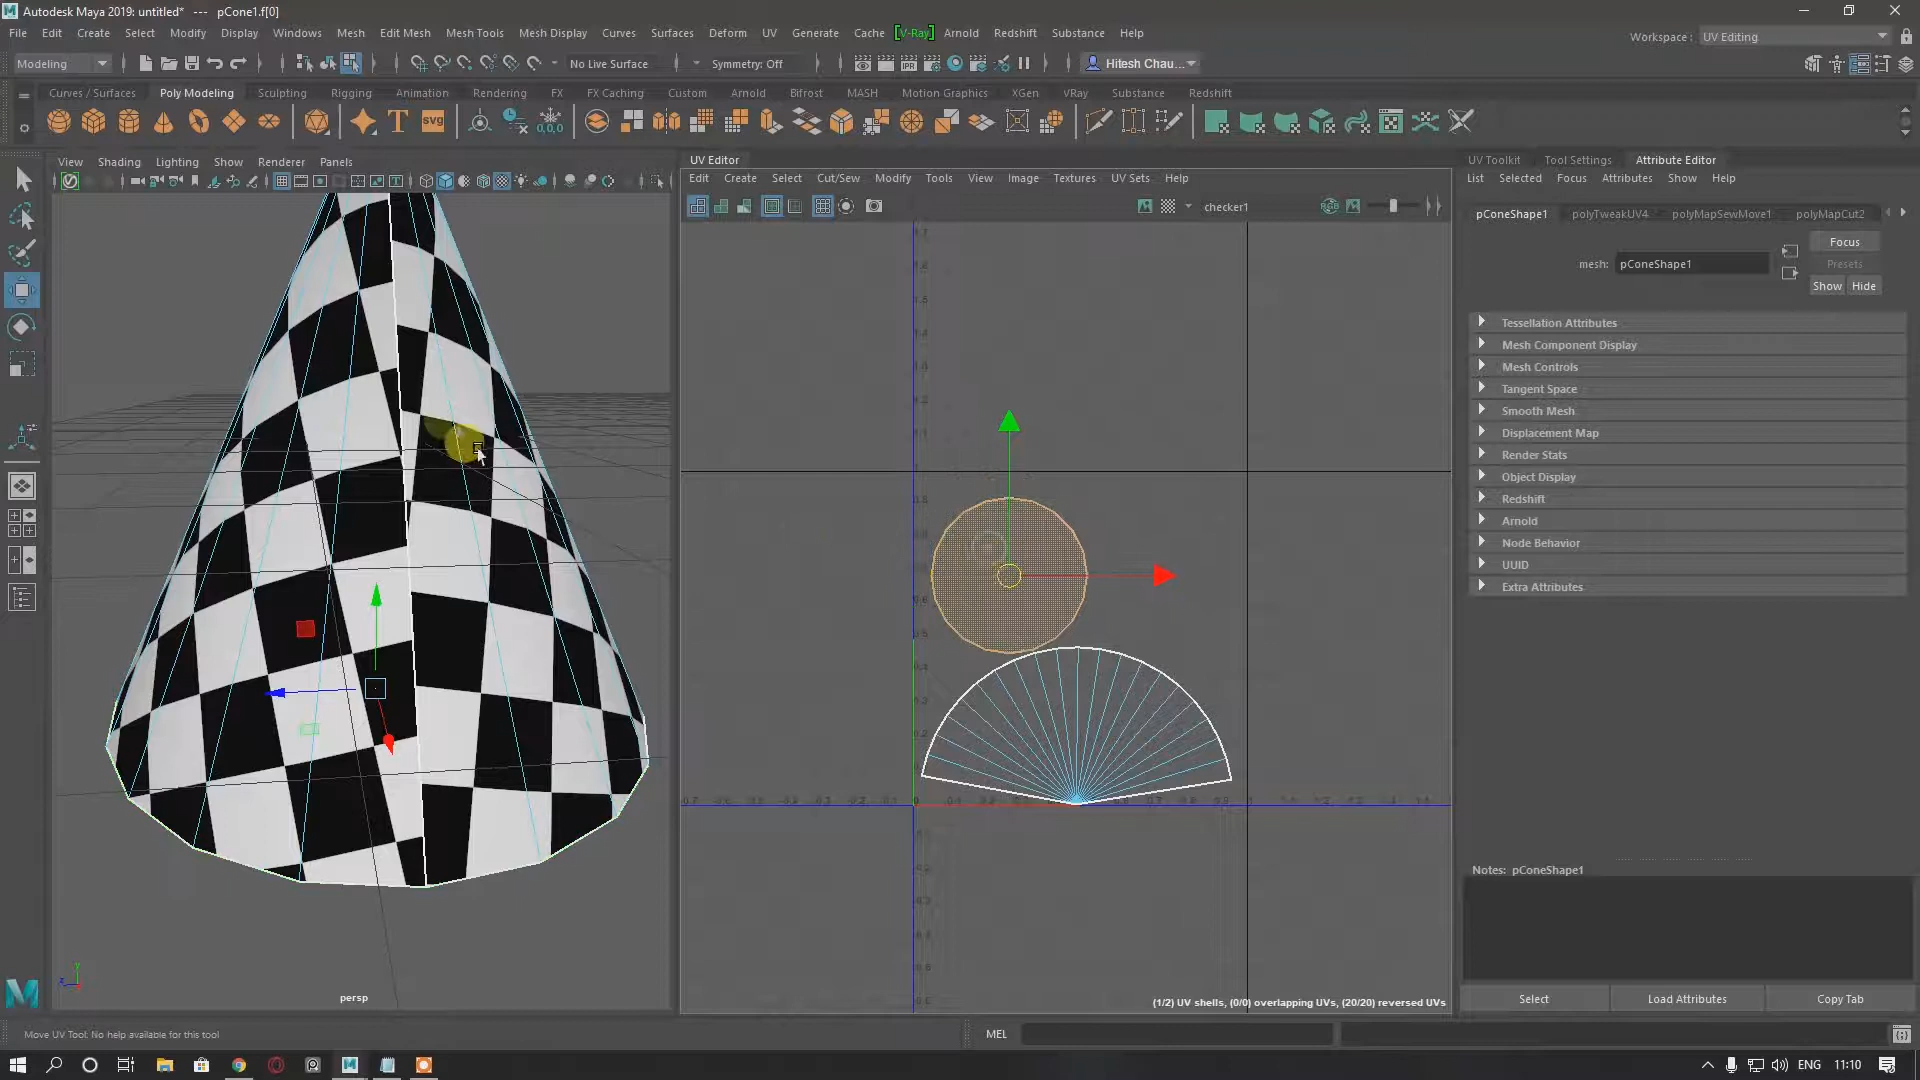 Autodesk Maya 2019: untitled* --- pCone1.f[0]
File Edit Create Select Modify Display Windows Mesh Edit Mesh Mesh Tools Mesh Display Curves Surfaces Deform UV Generate Cache [V-Ray] Arnold Redshift Substance Help
Workspace : UV Editing
Modeling No Live Surface Symmetry: Off Hitesh Chau...
Curves / Surfaces Poly Modeling Sculpting Rigging Animation Rendering FX FX Caching Custom Arnold Bifrost MASH Motion Graphics XGen VRay Substance Redshift
T svg 0,0,0
View Shading Lighting Show Renderer Panels
UV Editor
Edit Create Select Cut/Sew Modify Tools View Image Textures UV Sets Help
checker1
UV Toolkit Tool Settings Attribute Editor
List Selected Focus Attributes Show Help
pConeShape1 polyTweakUV4 polyMapSewMove1 polyMapCut2
Focus
mesh: pConeShape1 Presets
Show Hide
Tessellation Attributes
Mesh Component Display
Mesh Controls
Tangent Space
Smooth Mesh
Displacement Map
Render Stats
Object Display
Redshift
Arnold
Node Behavior
UUID
Extra Attributes
Notes: pConeShape1
persp
(1/2) UV shells, (0/0) overlapping UVs, (20/20) reversed UVs
Select Load Attributes Copy Tab
Move UV Tool: No help available for this tool
MEL
ENG 11:10